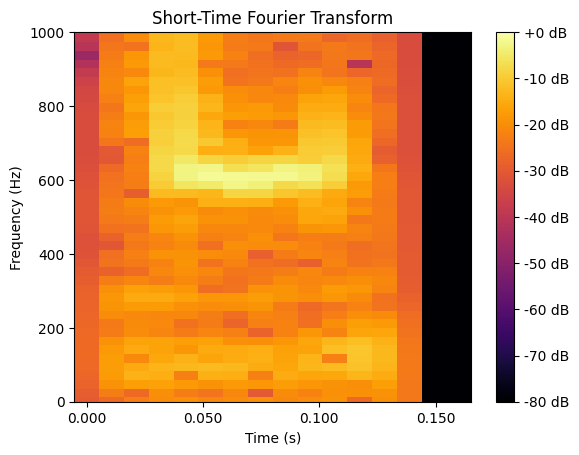 Short-Time Fourier Transform
1000
800
600
400
200
0
Frequency (Hz)
0.000
0.050
0.100
0.150
Time (s)
+0 dB
-10 dB
-20 dB
-30 dB
-40 dB
-50 dB
-60 dB
-70 dB
-80 dB